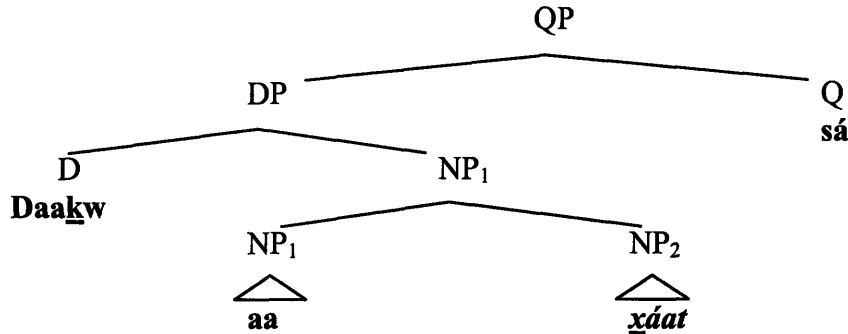 QP
DP Q
sá
D NP₁
Daa<u>k</u>w
NP₁ NP₂
aa <u>x</u>áat